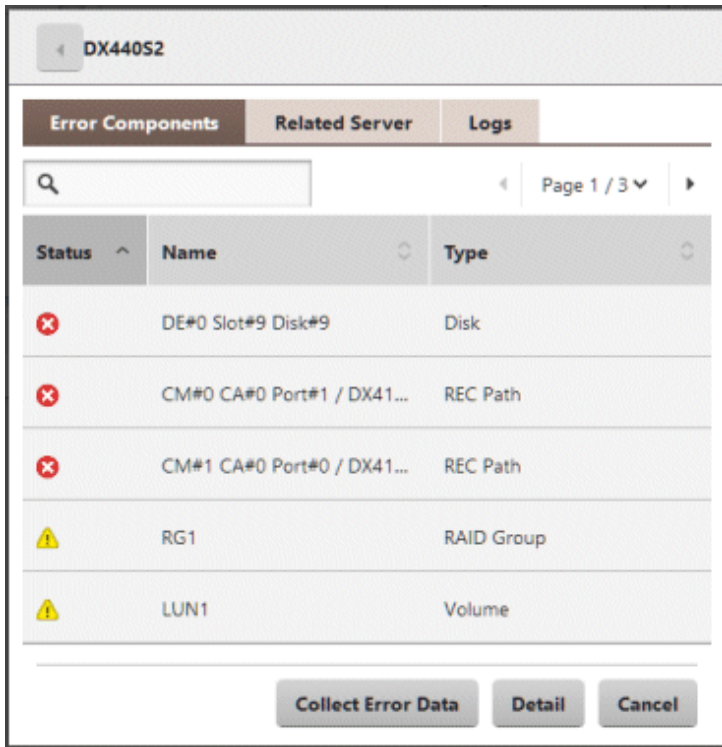 DX440S2
Error Components Related Server Logs
Page 1 / 3
Status Name Type
DE#0 Slot#9 Disk#9 Disk
CM#0 CA#0 Port#1 / DX41... REC Path
CM#1 CA#0 Port#0 / DX41... REC Path
RG1 RAID Group
LUN1 Volume
Collect Error Data Detail Cancel